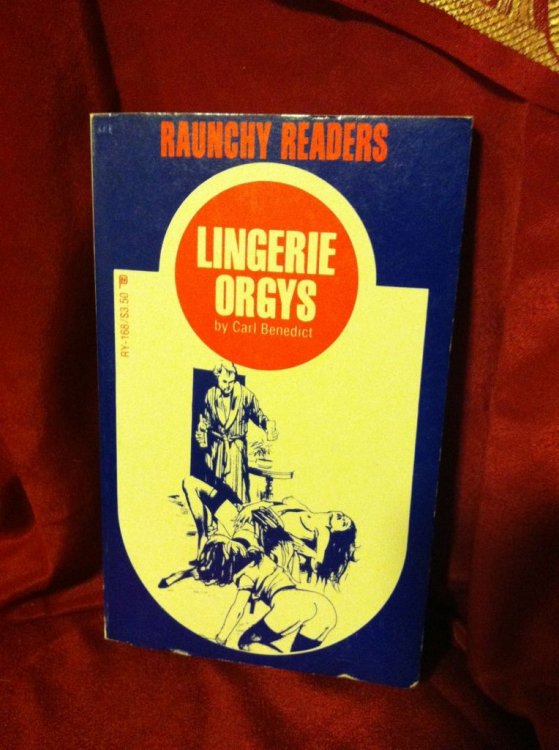 RAUNCHY READERS
LINGERIE
ORGYS
by Carl Benedict
RY-168/$3.50